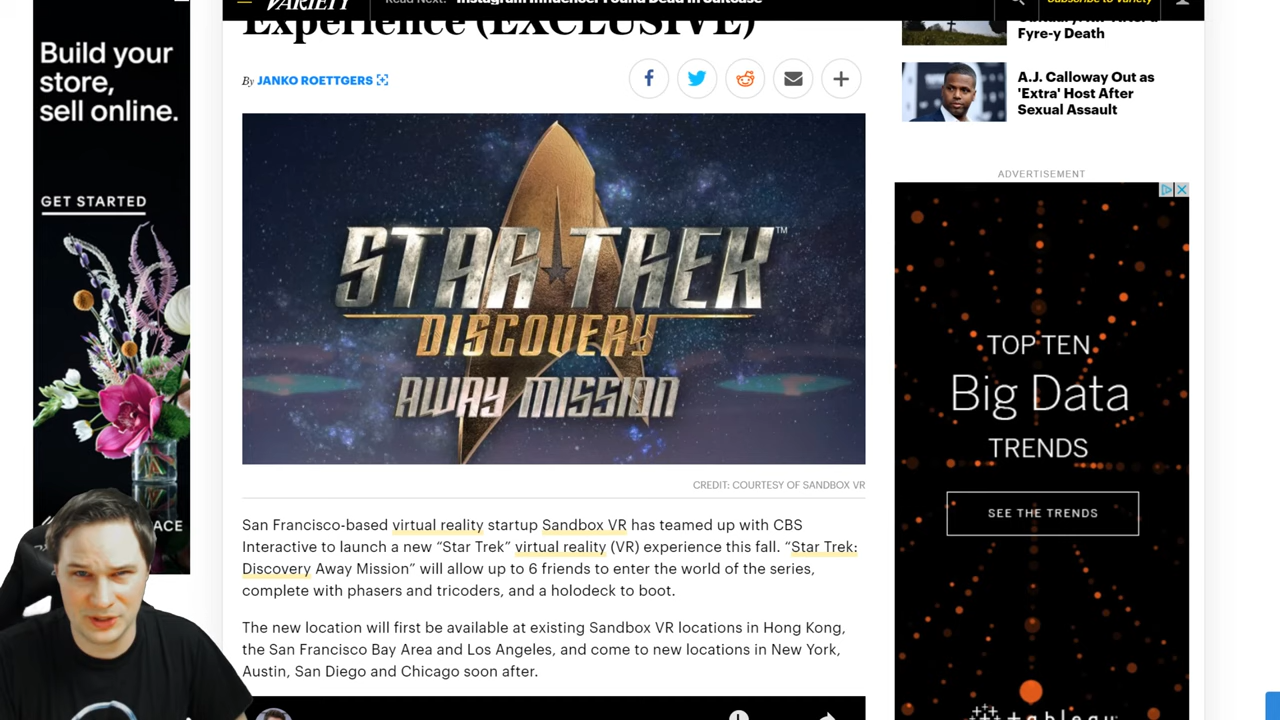 VARIETY
Read Next: Instagram Influencer Found Dead in Suitcase
Subscribe to Variety
Experience (EXCLUSIVE)
By JANKO ROETTGERS
Build your
store,
sell online.
GET STARTED
ACE
STAR TREK™
DISCOVERY
AWAY MISSION
CREDIT: COURTESY OF SANDBOX VR
San Francisco-based virtual reality startup Sandbox VR has teamed up with CBS
Interactive to launch a new “Star Trek” virtual reality (VR) experience this fall. “Star Trek:
Discovery Away Mission” will allow up to 6 friends to enter the world of the series,
complete with phasers and tricoders, and a holodeck to boot.
The new location will first be available at existing Sandbox VR locations in Hong Kong,
the San Francisco Bay Area and Los Angeles, and come to new locations in New York,
Austin, San Diego and Chicago soon after.
Fyre-y Death
A.J. Calloway Out as
'Extra' Host After
Sexual Assault
ADVERTISEMENT
TOP TEN
Big Data
TRENDS
SEE THE TRENDS
tableau